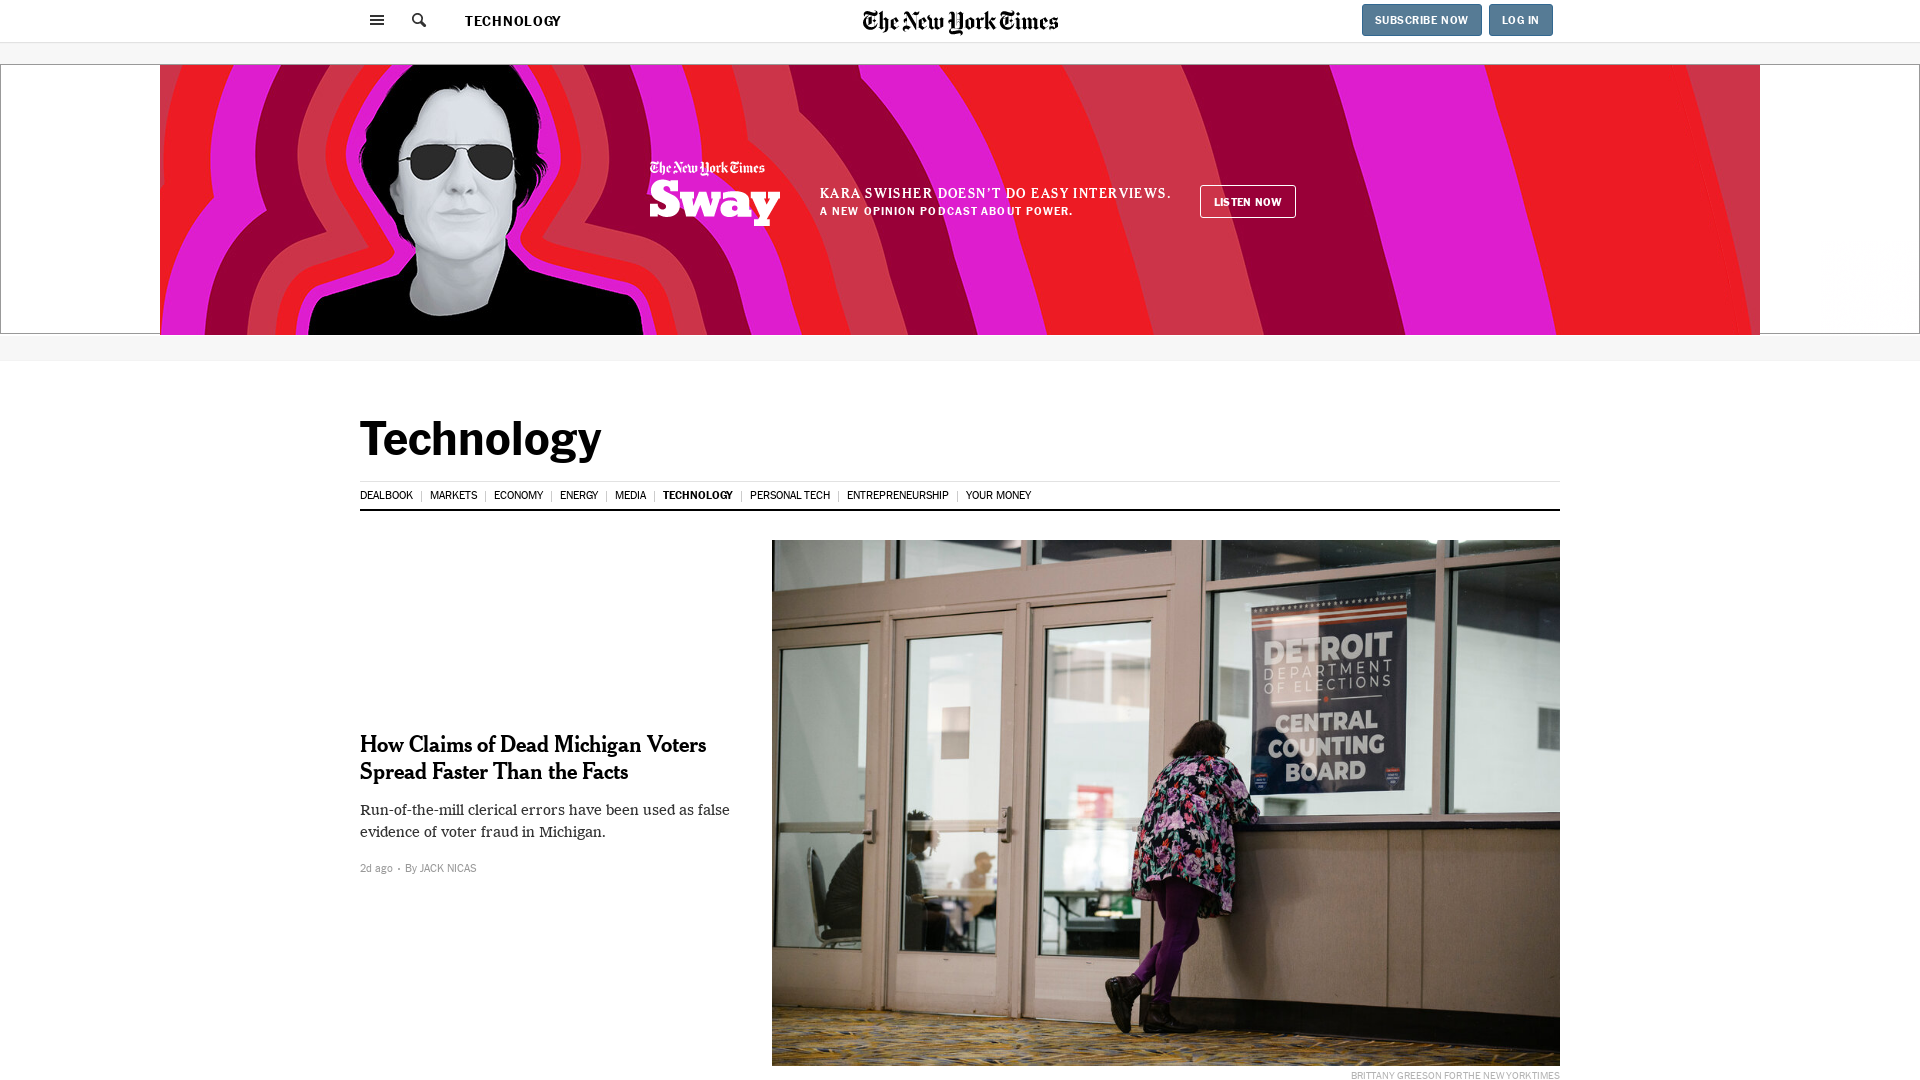 TECHNOLOGY
The New York Times
SUBSCRIBE NOW
LOG IN
The New York Times
Sway
KARA SWISHER DOESN'T DO EASY INTERVIEWS.
A NEW OPINION PODCAST ABOUT POWER.
LISTEN NOW
Technology
DEALBOOK
MARKETS
ECONOMY
ENERGY
MEDIA
TECHNOLOGY
PERSONAL TECH
ENTREPRENEURSHIP
YOUR MONEY
How Claims of Dead Michigan Voters
Spread Faster Than the Facts
Run-of-the-mill clerical errors have been used as false
evidence of voter fraud in Michigan.
2d ago • By JACK NICAS
DETROIT
DEPARTMENT
OF ELECTIONS
CENTRAL
COUNTING
BOARD
BRITTANY GREESON FOR THE NEW YORK TIMES